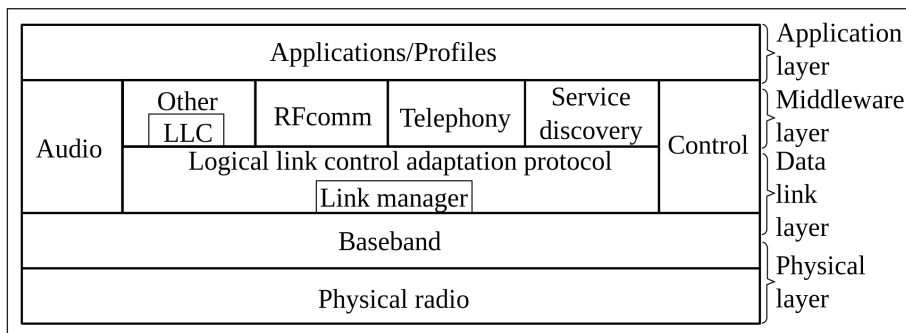 Applications/Profiles
Application
layer
Audio
Other
LLC
RFcomm
Telephony
Service
discovery
Control
Middleware
layer
Logical link control adaptation protocol
Link manager
Data
link
layer
Baseband
Physical radio
Physical
layer